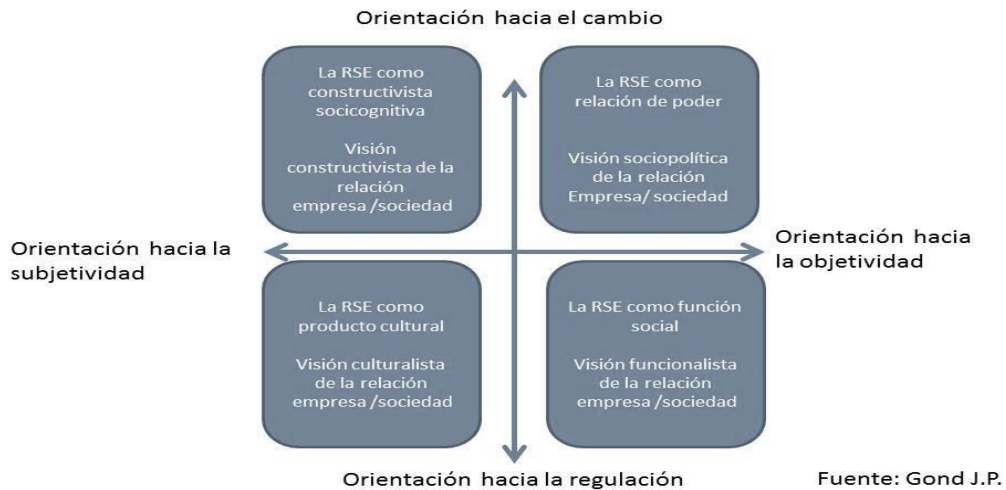 Orientación hacia el cambio
La RSE como
constructivista
socicognitiva
Visión
constructivista de la
relación
empresa /sociedad
La RSE como
relación de poder
Visión sociopolítica
de la relación
Empresa/ sociedad
Orientación hacia la
subjetividad
Orientación hacia
la objetividad
La RSE como
producto cultural
Visión culturalista
de la relación
empresa /sociedad
La RSE como función
social
Visión funcionalista
de la relación
empresa /sociedad
Orientación hacia la regulación
Fuente: Gond J.P.